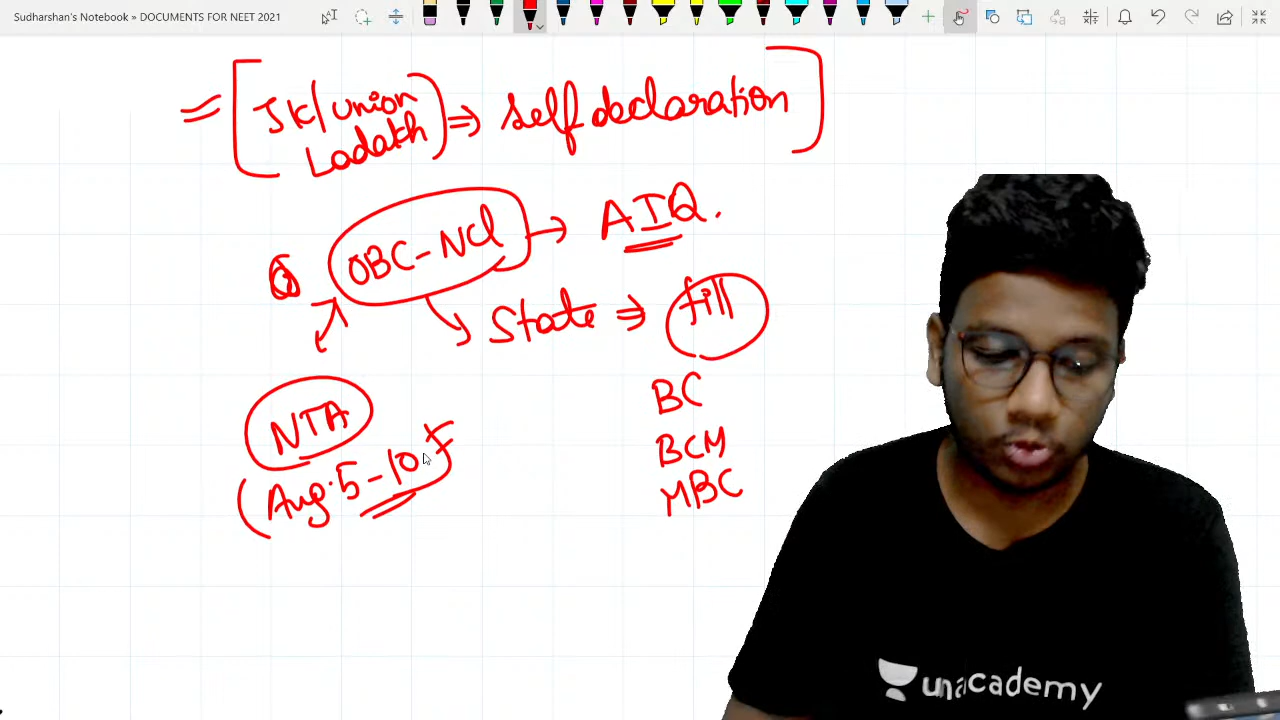 Sudharshan's Notebook » DOCUMENTS FOR NEET 2021
= [JK/union ⇒ self declaration]
Ladakh)
OBC-NCl → AIQ.
State ⇒ fill
NTA
BC
BCM
(Aug.5-10
MBC
unacademy